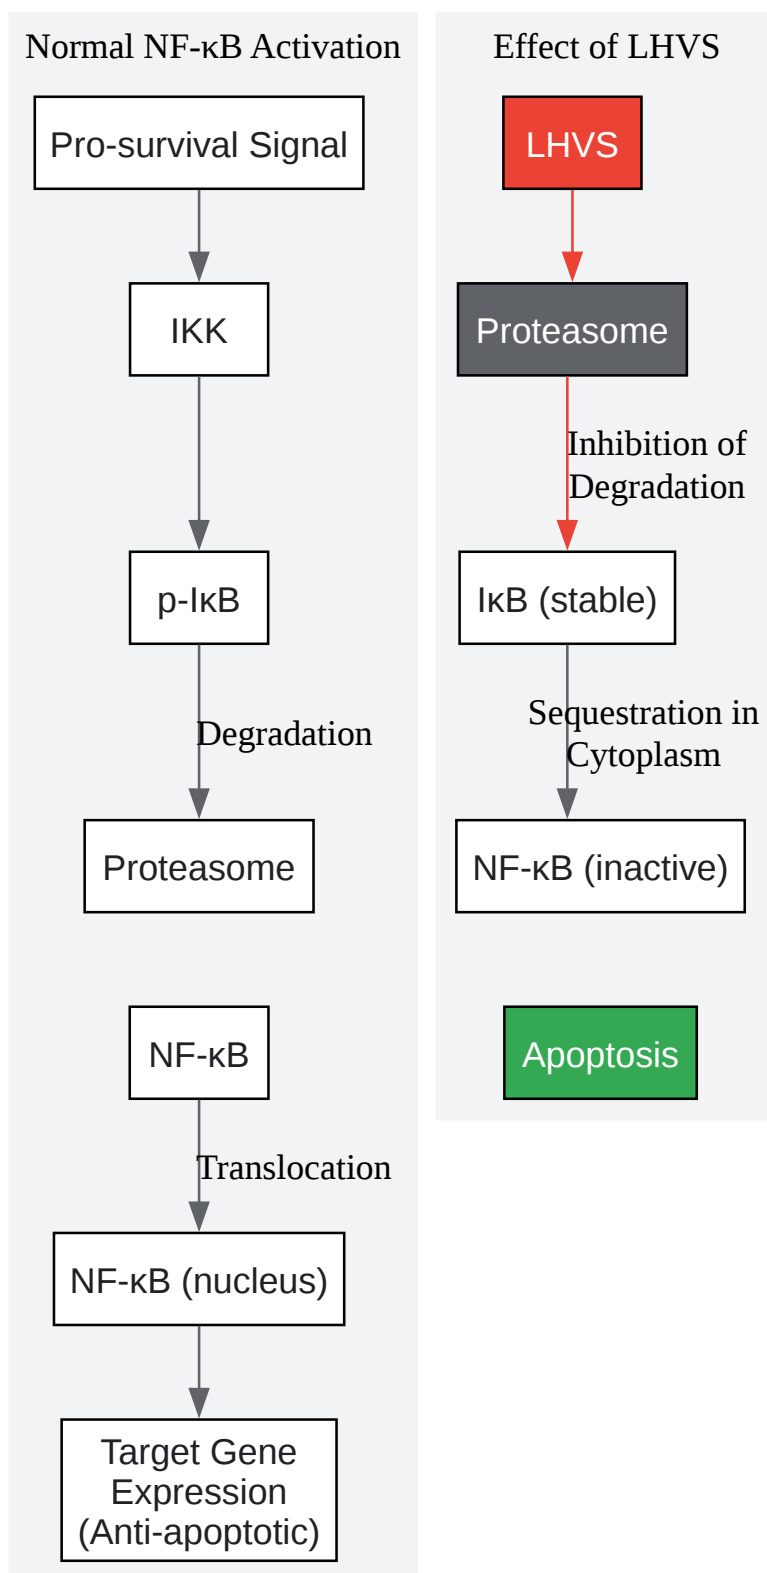 Normal NF-κB Activation
Pro-survival Signal
IKK
p-IκB
Degradation
Proteasome
NF-κB
Translocation
NF-κB (nucleus)
Target Gene
Expression
(Anti-apoptotic)
Effect of LHVS
LHVS
Proteasome
Inhibition of
Degradation
IκB (stable)
Sequestration in
Cytoplasm
NF-κB (inactive)
Apoptosis